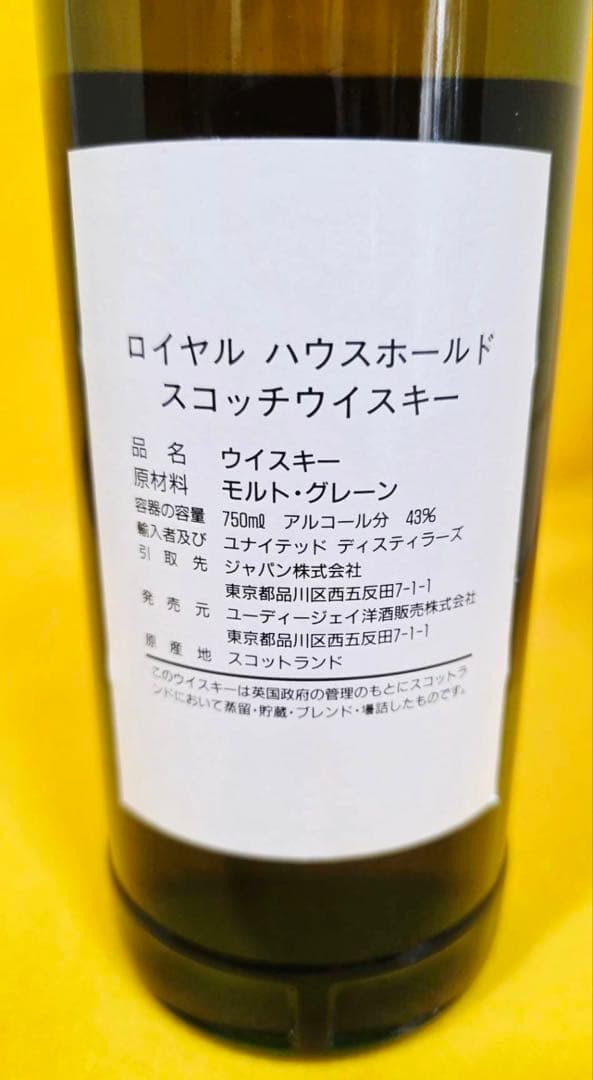 ロイヤル ハウスホールド
スコッチウイスキー
品名 ウイスキー
原材料 モルト・グレーン
容器の容量 750mℓ アルコール分 43%
輸入者及び引取先 ユナイテッド ディスティラーズ
ジャパン株式会社
東京都品川区西五反田7-1-1
発売元 ユーディージェイ洋酒販売株式会社
東京都品川区西五反田7-1-1
原産地 スコットランド
このウイスキーは英国政府の管理のもとにスコットラ
ンドにおいて蒸留・貯蔵・ブレンド・壜詰したものです。